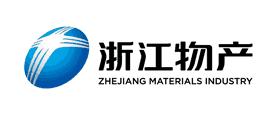 浙江物产
ZHEJIANG MATERIALS INDUSTRY